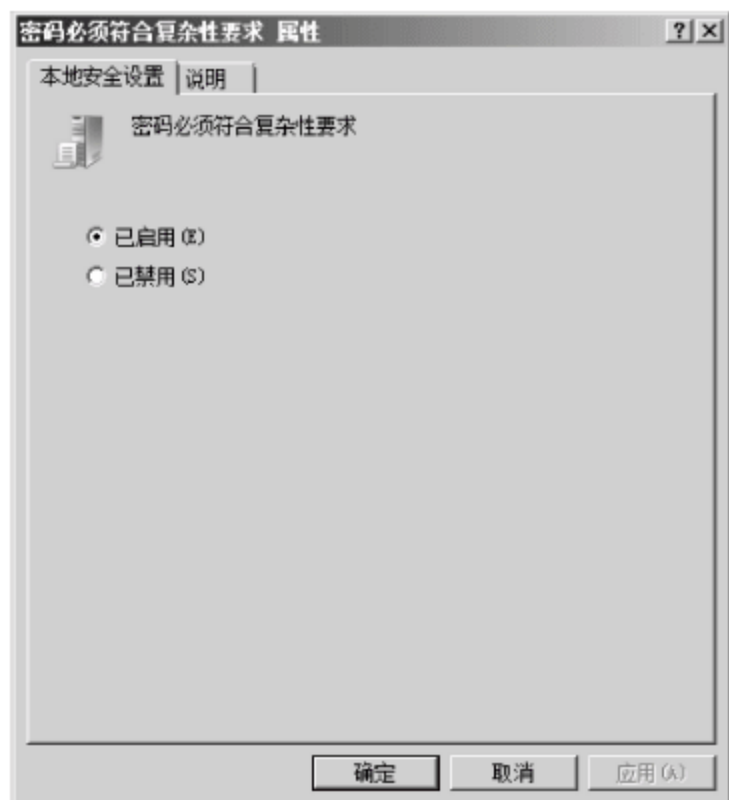 密码必须符合复杂性要求 属性
本地安全设置 说明
密码必须符合复杂性要求
已启用(E)
已禁用(S)
确定 取消 应用(A)